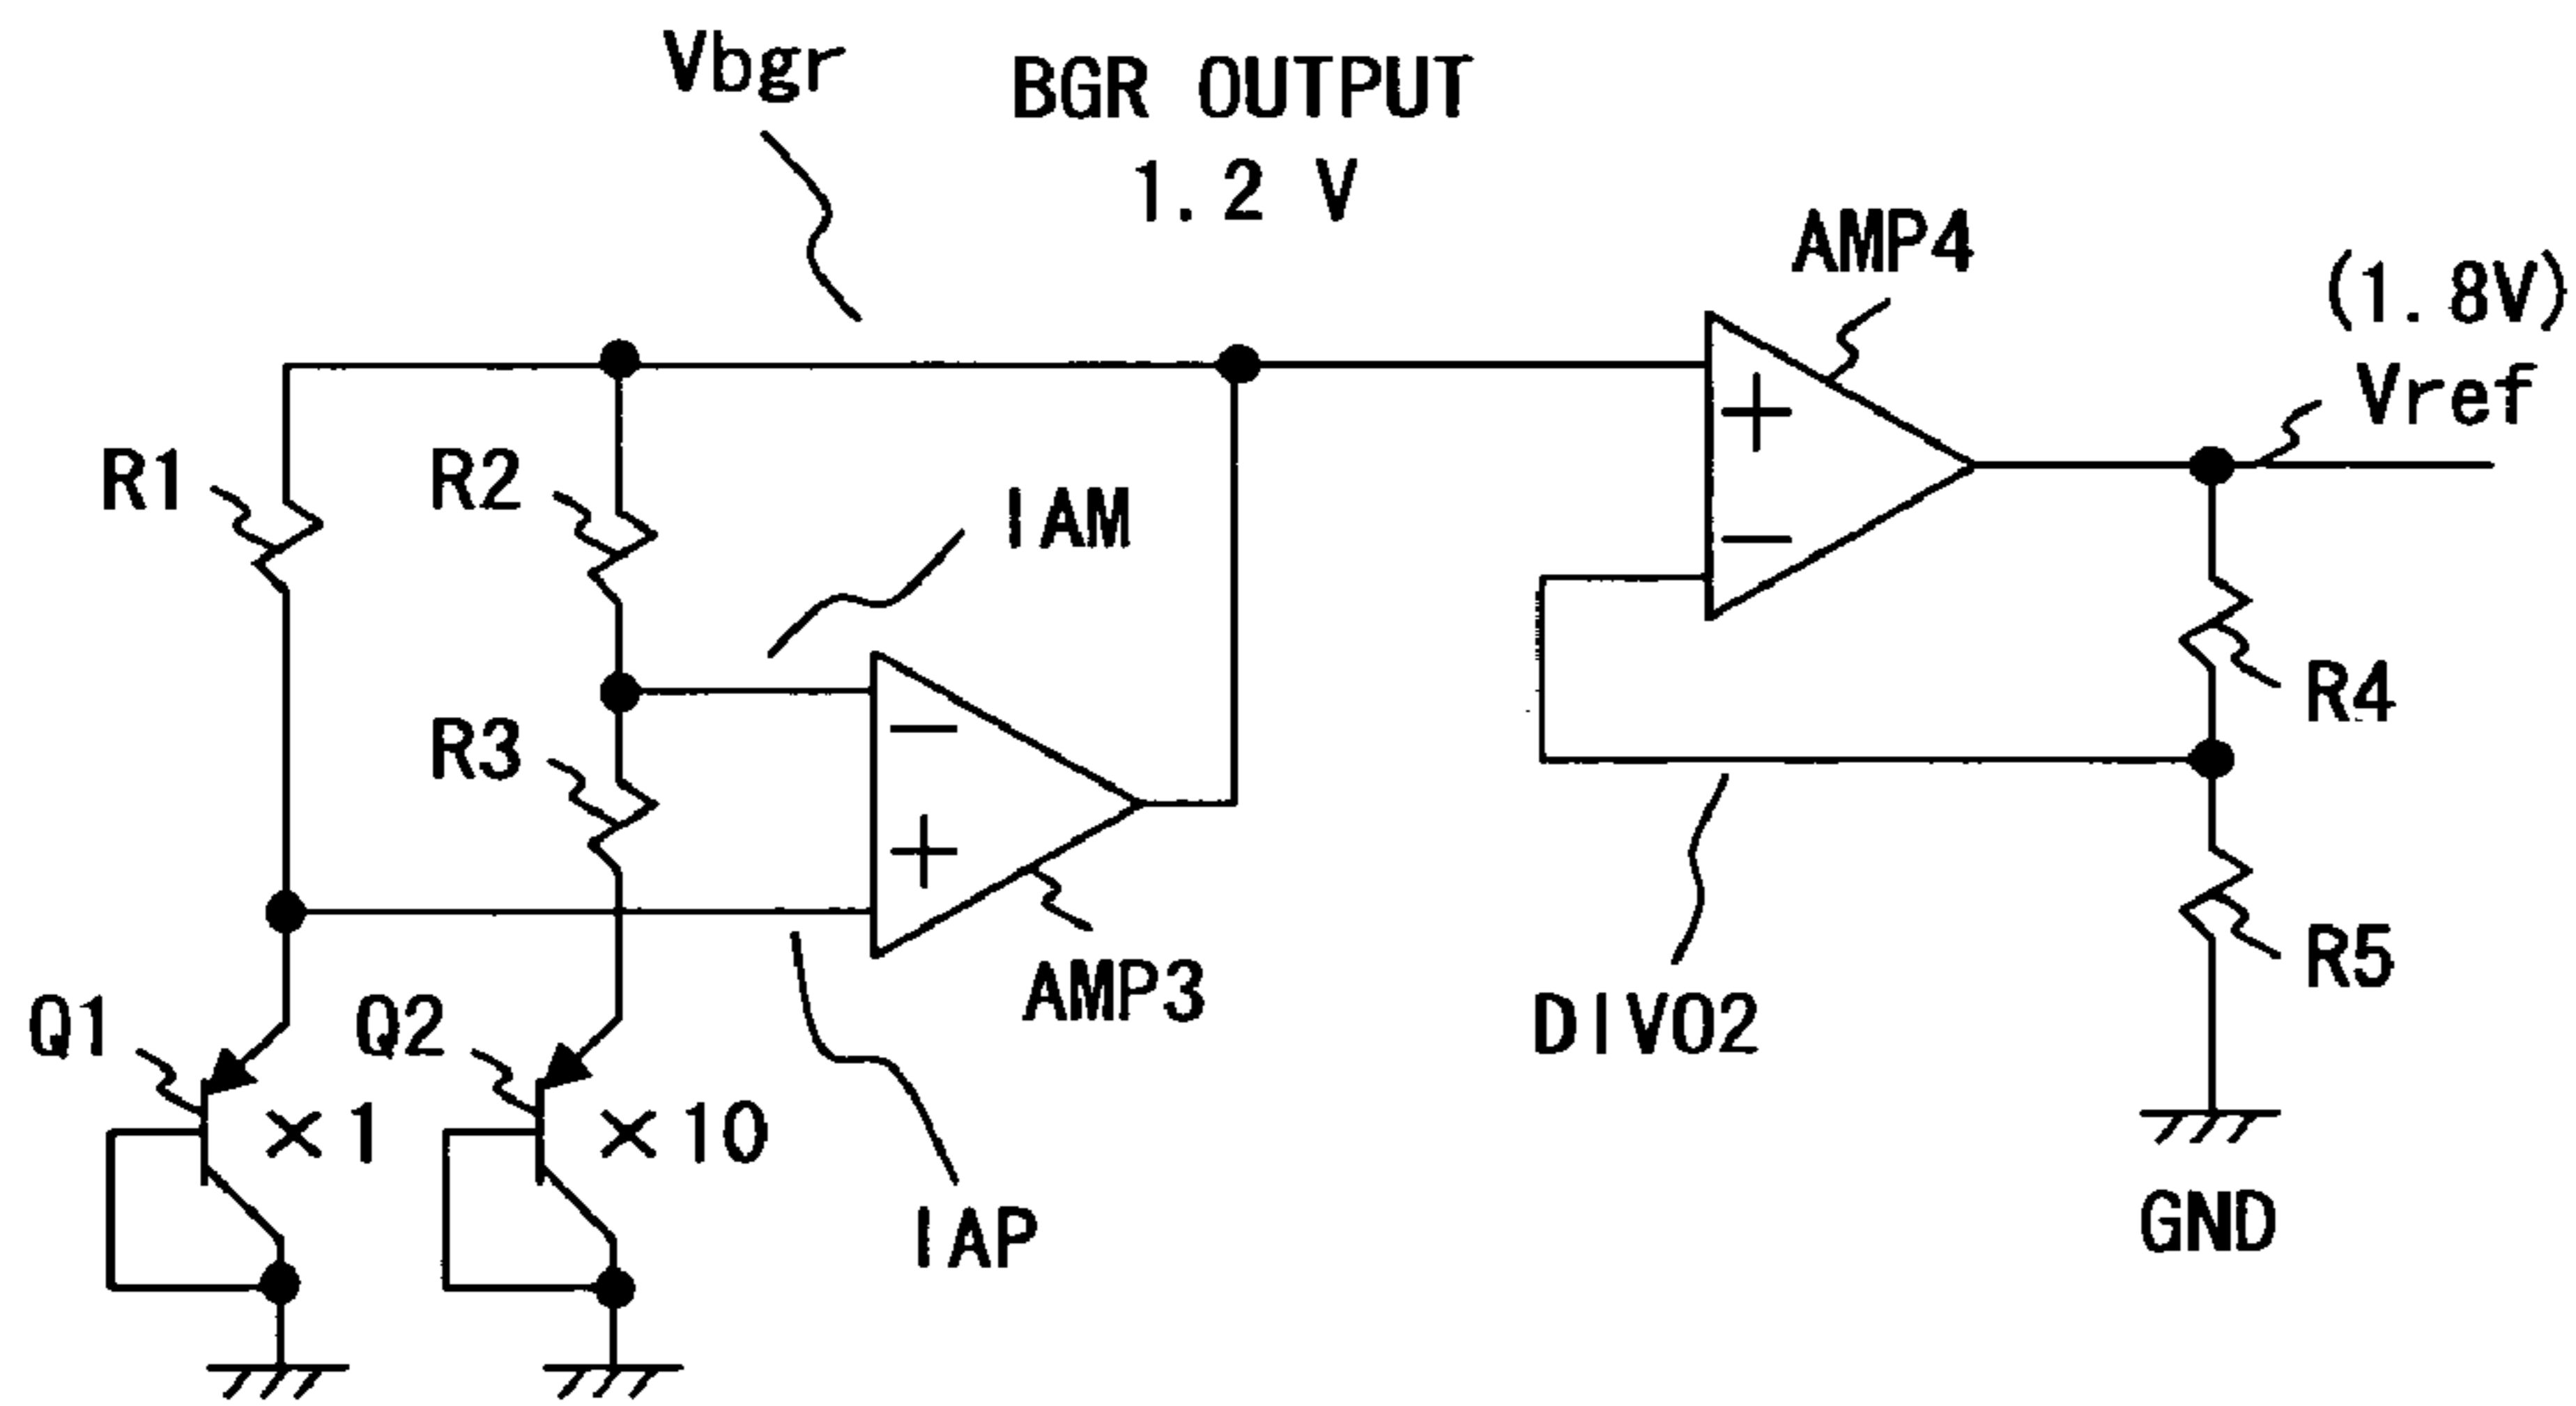 Vbgr
BGR OUTPUT
1.2 V
AMP4
(1.8V)
Vref
R1
R2
IAM
R3
R4
R5
AMP3
Q1
Q2
×1
×10
IAP
DIVO2
GND